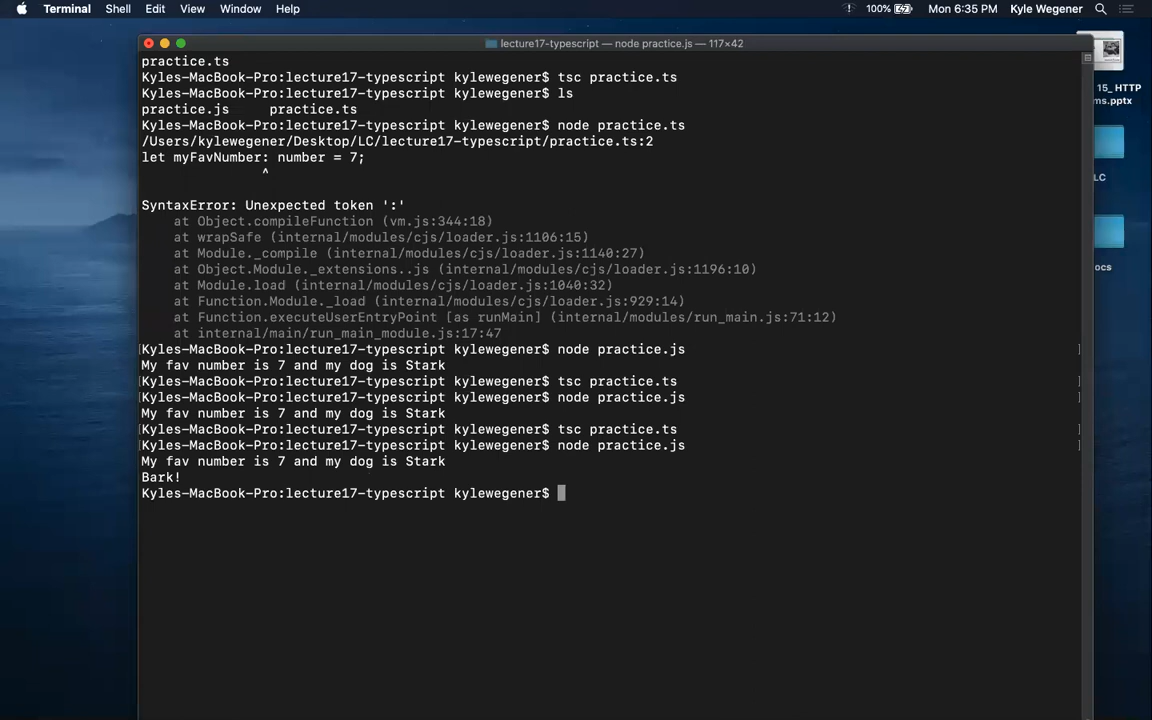 Terminal Shell Edit View Window Help 100% Mon 6:35 PM Kyle Wegener
lecture17-typescript — node practice.js — 117×42
practice.ts
Kyles-MacBook-Pro:lecture17-typescript kylewegener$ tsc practice.ts
Kyles-MacBook-Pro:lecture17-typescript kylewegener$ ls
practice.js practice.ts
Kyles-MacBook-Pro:lecture17-typescript kylewegener$ node practice.ts
/Users/kylewegener/Desktop/LC/lecture17-typescript/practice.ts:2
let myFavNumber: number = 7;
^
SyntaxError: Unexpected token ':'
at Object.compileFunction (vm.js:344:18)
at wrapSafe (internal/modules/cjs/loader.js:1106:15)
at Module._compile (internal/modules/cjs/loader.js:1140:27)
at Object.Module._extensions..js (internal/modules/cjs/loader.js:1196:10)
at Module.load (internal/modules/cjs/loader.js:1040:32)
at Function.Module._load (internal/modules/cjs/loader.js:929:14)
at Function.executeUserEntryPoint [as runMain] (internal/modules/run_main.js:71:12)
at internal/main/run_main_module.js:17:47
[Kyles-MacBook-Pro:lecture17-typescript kylewegener$ node practice.js ]
My fav number is 7 and my dog is Stark
[Kyles-MacBook-Pro:lecture17-typescript kylewegener$ tsc practice.ts ]
[Kyles-MacBook-Pro:lecture17-typescript kylewegener$ node practice.js ]
My fav number is 7 and my dog is Stark
[Kyles-MacBook-Pro:lecture17-typescript kylewegener$ tsc practice.ts ]
[Kyles-MacBook-Pro:lecture17-typescript kylewegener$ node practice.js ]
My fav number is 7 and my dog is Stark
Bark!
Kyles-MacBook-Pro:lecture17-typescript kylewegener$
15_ HTTP
ms.pptx
LC
ocs